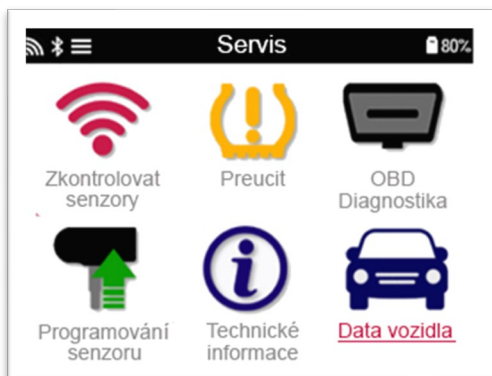 Servis
80%
Zkontrolovat
senzory
Preucit
OBD
Diagnostika
Programování
senzoru
Technické
informace
Data vozidla